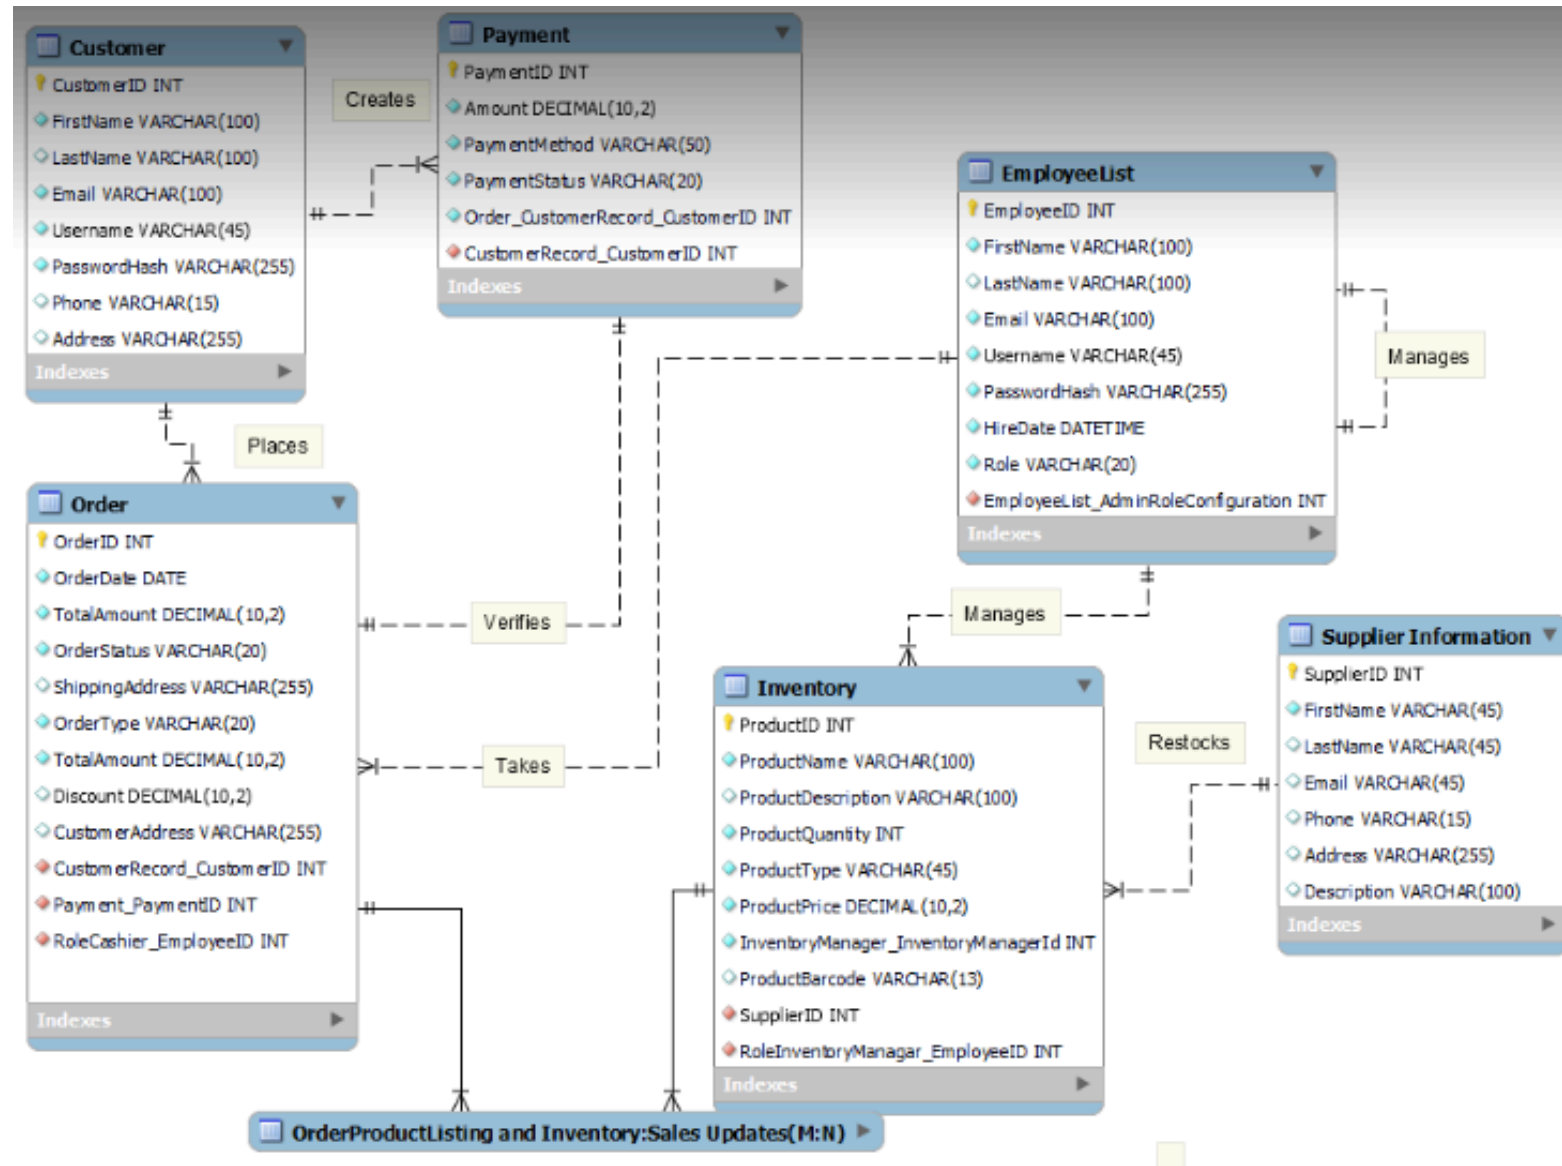 Customer
CustomerID INT
FirstName VARCHAR(100)
LastName VARCHAR(100)
Email VARCHAR(100)
Username VARCHAR(45)
PasswordHash VARCHAR(255)
Phone VARCHAR(15)
Address VARCHAR(255)
Indexes
Creates
Payment
PaymentID INT
Amount DECIMAL(10,2)
PaymentMethod VARCHAR(50)
PaymentStatus VARCHAR(20)
Order_CustomerRecord_CustomerID INT
CustomerRecord_CustomerID INT
Indexes
EmployeeList
EmployeeID INT
FirstName VARCHAR(100)
LastName VARCHAR(100)
Email VARCHAR(100)
Username VARCHAR(45)
PasswordHash VARCHAR(255)
HireDate DATETIME
Role VARCHAR(20)
EmployeeList_AdminRoleConfiguration INT
Indexes
Manages
Places
Order
OrderID INT
OrderDate DATE
TotalAmount DECIMAL(10,2)
OrderStatus VARCHAR(20)
ShippingAddress VARCHAR(255)
OrderType VARCHAR(20)
TotalAmount DECIMAL(10,2)
Discount DECIMAL(10,2)
CustomerAddress VARCHAR(255)
CustomerRecord_CustomerID INT
Payment_PaymentID INT
RoleCashier_EmployeeID INT
Indexes
Verifies
Takes
Manages
Inventory
ProductID INT
ProductName VARCHAR(100)
ProductDescription VARCHAR(100)
ProductQuantity INT
ProductType VARCHAR(45)
ProductPrice DECIMAL(10,2)
InventoryManager_InventoryManagerId INT
ProductBarcode VARCHAR(13)
SupplierID INT
RoleInventoryManagar_EmployeeID INT
Indexes
Restocks
Supplier Information
SupplierID INT
FirstName VARCHAR(45)
LastName VARCHAR(45)
Email VARCHAR(45)
Phone VARCHAR(15)
Address VARCHAR(255)
Description VARCHAR(100)
Indexes
OrderProductListing and Inventory:Sales Updates(M:N)